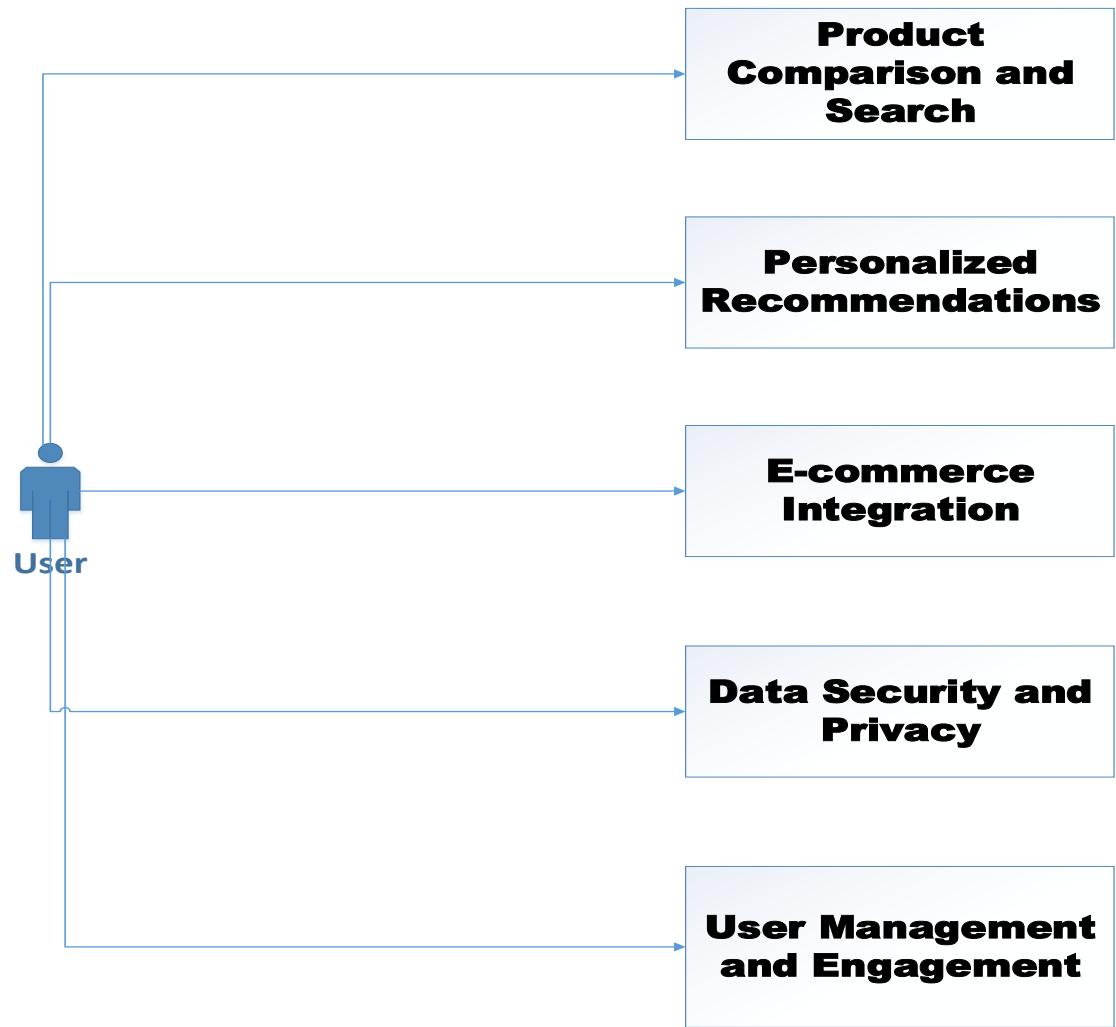 Product
Comparison and
Search
Personalized
Recommendations
E-commerce
Integration
User
Data Security and
Privacy
User Management
and Engagement